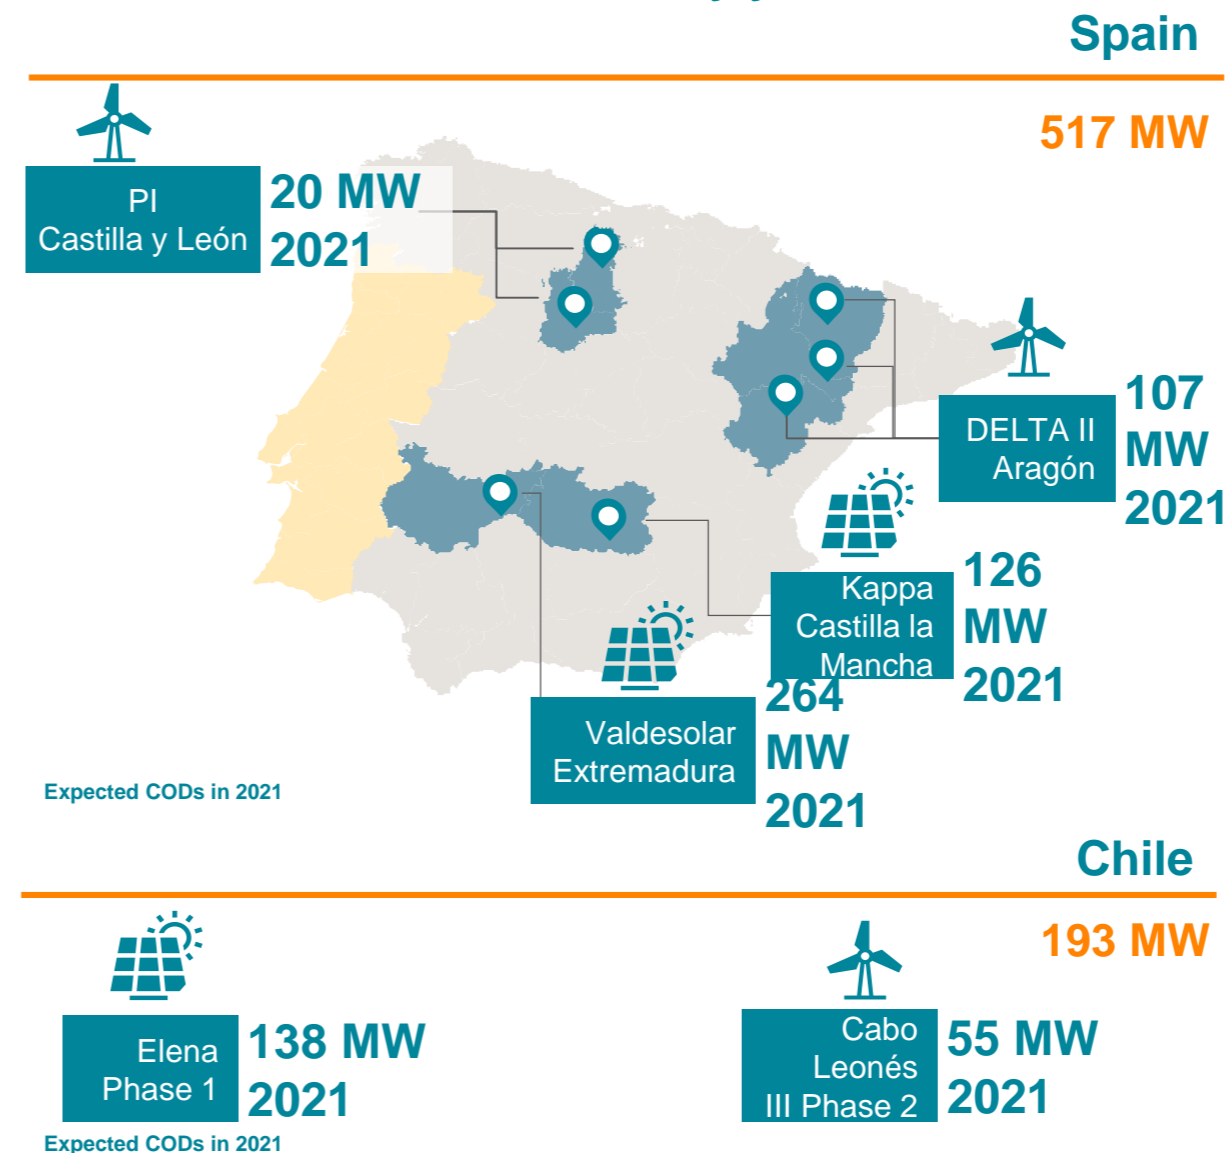 Spain
517 MW
PI
Castilla y León
20 MW
2021
DELTA II
Aragón
107
MW
2021
Kappa
Castilla la
Mancha
126
MW
2021
Valdesolar
Extremadura
264
MW
2021
Expected CODs in 2021
Chile
193 MW
Elena
Phase 1
138 MW
2021
Cabo
Leonés
III Phase 2
55 MW
2021
Expected CODs in 2021